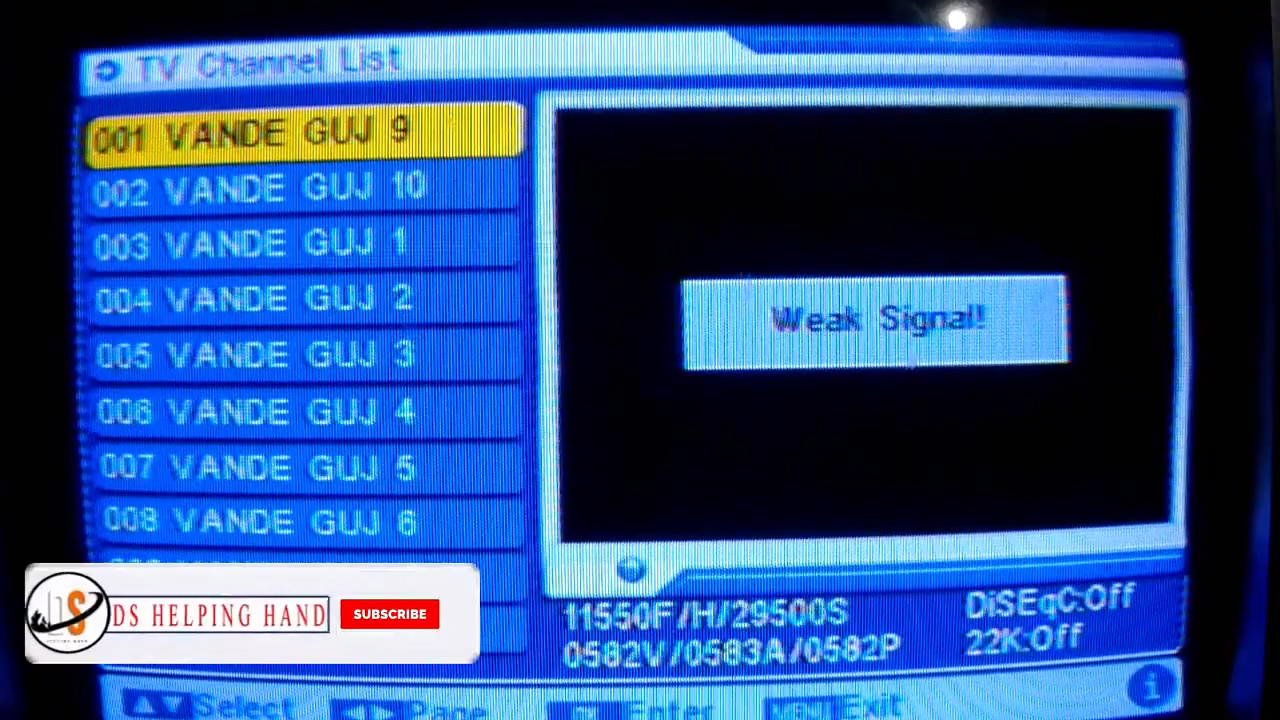 TV Channel List
001 VANDE GUJ 9
002 VANDE GUJ 10
003 VANDE GUJ 1
004 VANDE GUJ 2
005 VANDE GUJ 3
006 VANDE GUJ 4
007 VANDE GUJ 5
008 VANDE GUJ 6
Weak Signal!
11550F/H/29500S
DiSEqC:Off
0582V/0583A/0582P
22K:Off
DS HELPING HAND
SUBSCRIBE
Select
Page
Enter
Exit